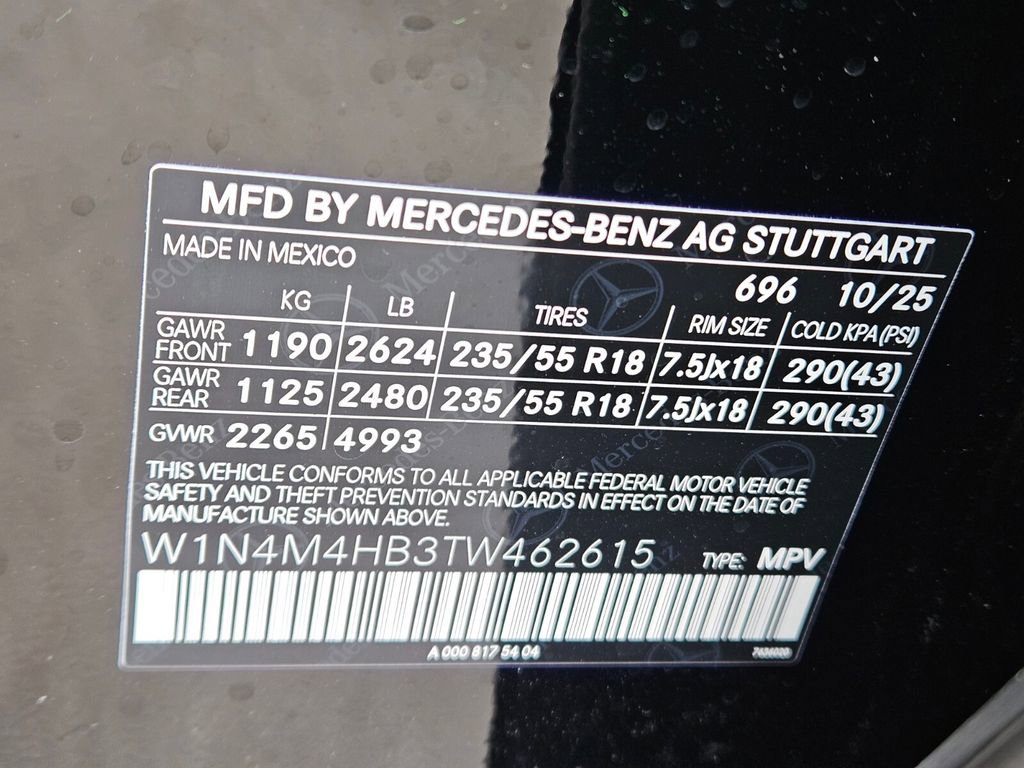 MFD BY MERCEDES-BENZ AG STUTTGART
MADE IN MEXICO
696 10/25
KG LB TIRES RIM SIZE COLD KPA(PSI)
GAWR FRONT 1190 2624 235/55 R18 7.5Jx18 290(43)
GAWR REAR 1125 2480 235/55 R18 7.5Jx18 290(43)
GVWR 2265 4993
THIS VEHICLE CONFORMS TO ALL APPLICABLE FEDERAL MOTOR VEHICLE
SAFETY AND THEFT PREVENTION STANDARDS IN EFFECT ON THE DATE OF
MANUFACTURE SHOWN ABOVE.
W1N4M4HB3TW462615 TYPE: MPV
A 000 817 54 04